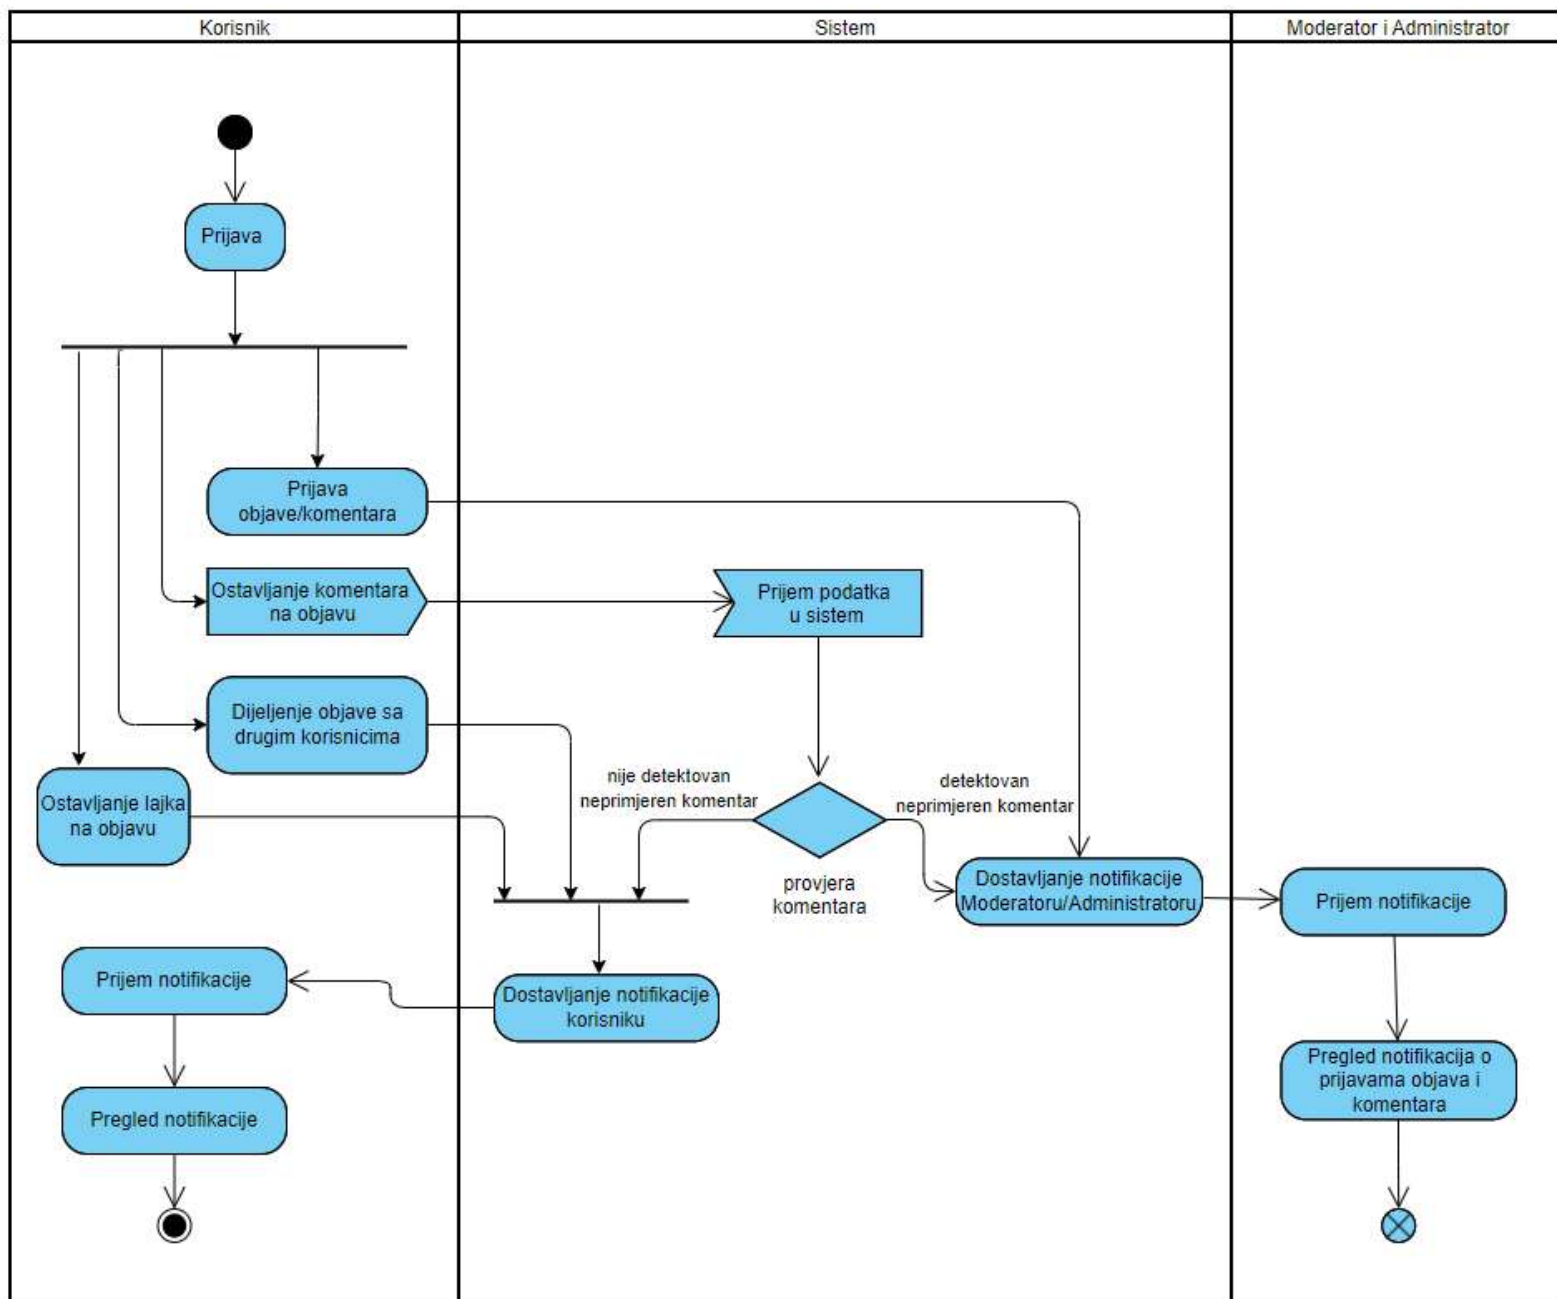 Korisnik
Sistem
Moderator i Administrator
Prijava
Prijava
objave/komentara
Ostavljanje komentara
na objavu
Prijem podatka
u sistem
Dijeljenje objave sa
drugim korisnicima
Ostavljanje lajka
na objavu
nije detektovan
neprimjeren komentar
detektovan
neprimjeren komentar
provjera
komentara
Dostavljanje notifikacije
Moderatoru/Administratoru
Prijem notifikacije
Prijem notifikacije
Dostavljanje notifikacije
korisniku
Pregled notifikacija o
prijavama objava i
komentara
Pregled notifikacije